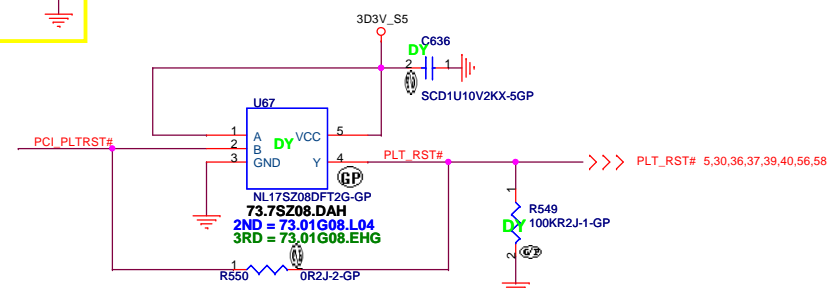 3D3V_S5
DY
C636
2
1
SCD1U10V2KX-5GP
U67
PCI_PLTRST#
1
A
VCC
5
2
B
DY
3
GND
Y
4
PLT_RST#
PLT_RST# 5,30,36,37,39,40,56,58
GP
NL17SZ08DFT2G-GP
73.7SZ08.DAH
2ND = 73.01G08.L04
3RD = 73.01G08.EHG
1
R549
100KR2J-1-GP
DY
2
G/P
1
R550
0R2J-2-GP